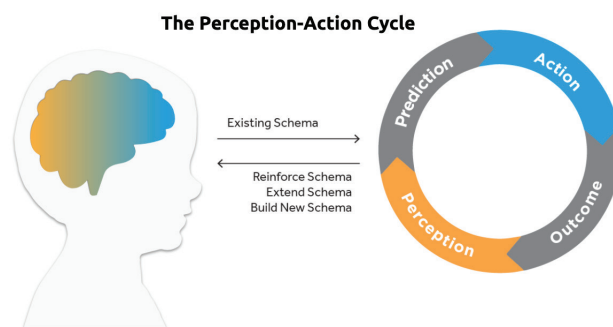 The Perception-Action Cycle
Existing Schema
Reinforce Schema
Extend Schema
Build New Schema
Prediction
Action
Outcome
Perception